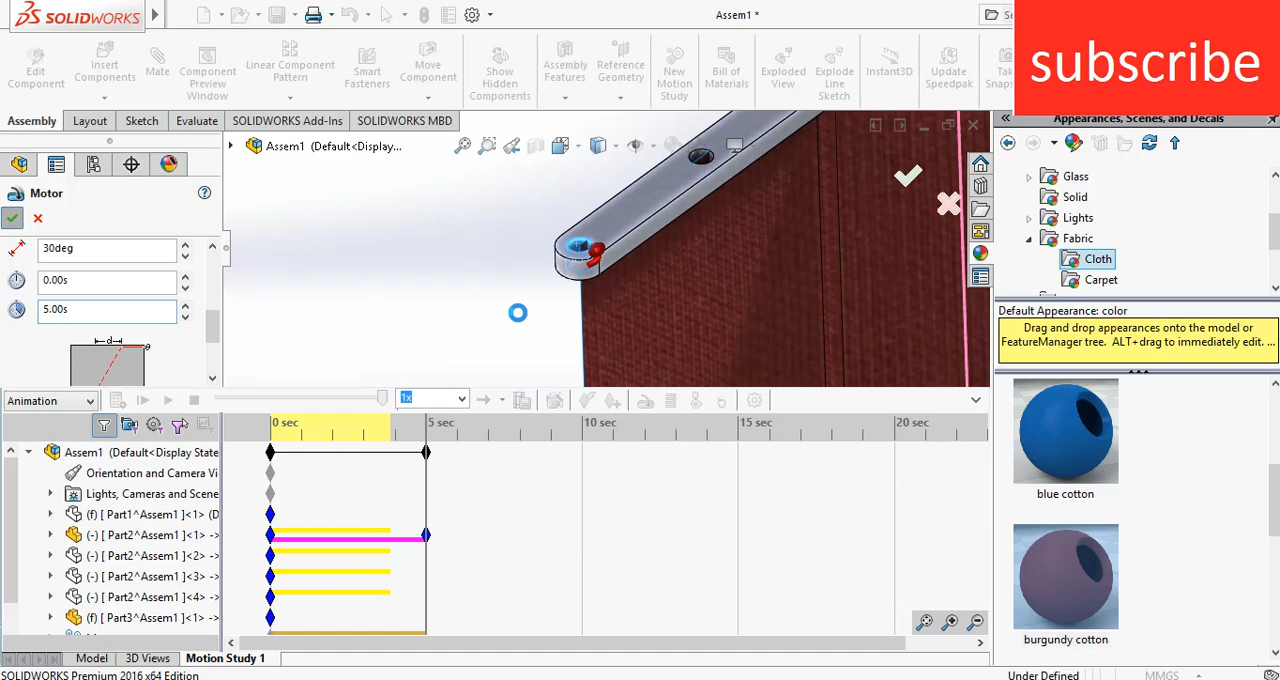 SOLIDWORKS
Assem1 *
subscribe
Edit Component
Insert Components
Mate
Component Preview Window
Linear Component Pattern
Smart Fasteners
Move Component
Show Hidden Components
Assembly Features
Reference Geometry
New Motion Study
Bill of Materials
Exploded View
Explode Line Sketch
Instant3D
Update Speedpak
Assembly
Layout
Sketch
Evaluate
SOLIDWORKS Add-Ins
SOLIDWORKS MBD
Appearances, Scenes, and Decals
Assem1 (Default<Display...
Motor
30deg
0.00s
5.00s
Glass
Solid
Lights
Fabric
Cloth
Carpet
Default Appearance: color
Drag and drop appearances onto the model or
FeatureManager tree. ALT+drag to immediately edit. ...
blue cotton
burgundy cotton
Animation
1x
0 sec
5 sec
10 sec
15 sec
20 sec
Assem1 (Default<Display State
Orientation and Camera Vi
Lights, Cameras and Scene
(f) [ Part1^Assem1 ]<1> (D
(-) [ Part2^Assem1 ]<1> ->
(-) [ Part2^Assem1 ]<2> ->
(-) [ Part2^Assem1 ]<3> ->
(-) [ Part2^Assem1 ]<4> ->
(f) [ Part3^Assem1 ]<1> ->
Model
3D Views
Motion Study 1
SOLIDWORKS Premium 2016 x64 Edition
Under Defined
MMGS